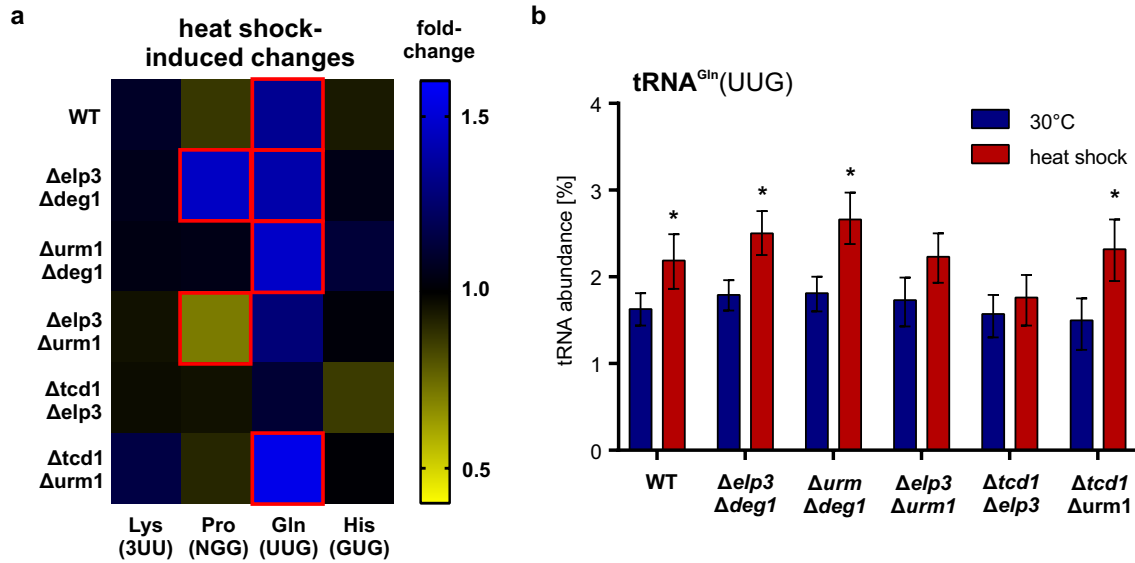 a
heat shock-
induced changes
fold-
change
WT
Δelp3
Δdeg1
Δurm1
Δdeg1
Δelp3
Δurm1
Δtcd1
Δelp3
Δtcd1
Δurm1
1.5
1.0
0.5
Lys
(3UU)
Pro
(NGG)
Gln
(UUG)
His
(GUG)
b
tRNAGln(UUG)
30°C
heat shock
tRNA abundance [%]
4
3
2
1
0
* * * *
WT
Δelp3
Δdeg1
Δurm
Δdeg1
Δelp3
Δurm1
Δtcd1
Δelp3
Δtcd1
Δurm1